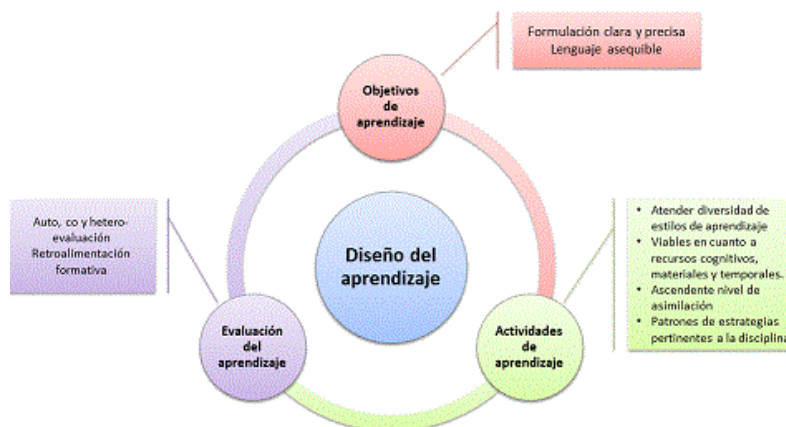 Formulación clara y precisa
Lenguaje asequible
Objetivos
de
aprendizaje
Auto, co y hetero-
evaluación
Retroalimentación
formativa
Diseño del
aprendizaje
• Atender diversidad de
estilos de aprendizaje
• Viables en cuanto a
recursos cognitivos,
materiales y temporales.
• Ascendente nivel de
asimilación
• Patrones de estrategias
pertinentes a la disciplina
Evaluación
del
aprendizaje
Actividades
de
aprendizaje